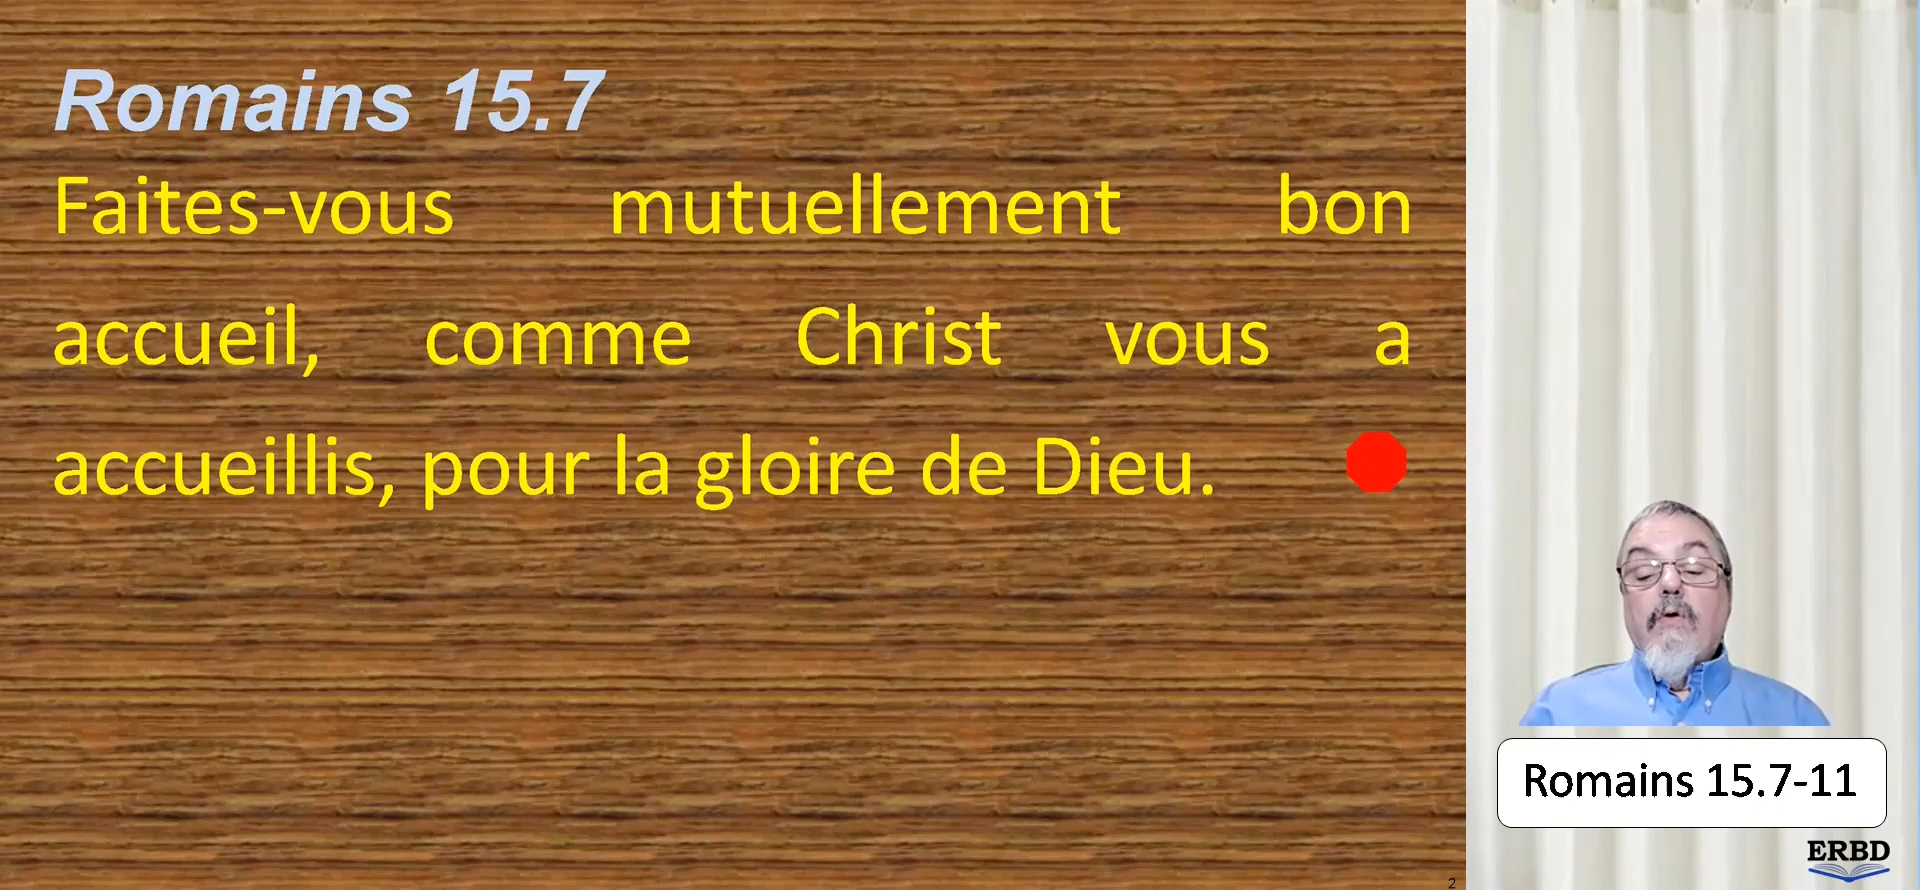 Romains 15.7
Faites-vous mutuellement bon
accueil, comme Christ vous a
accueillis, pour la gloire de Dieu.
Romains 15.7-11
ERBD
2